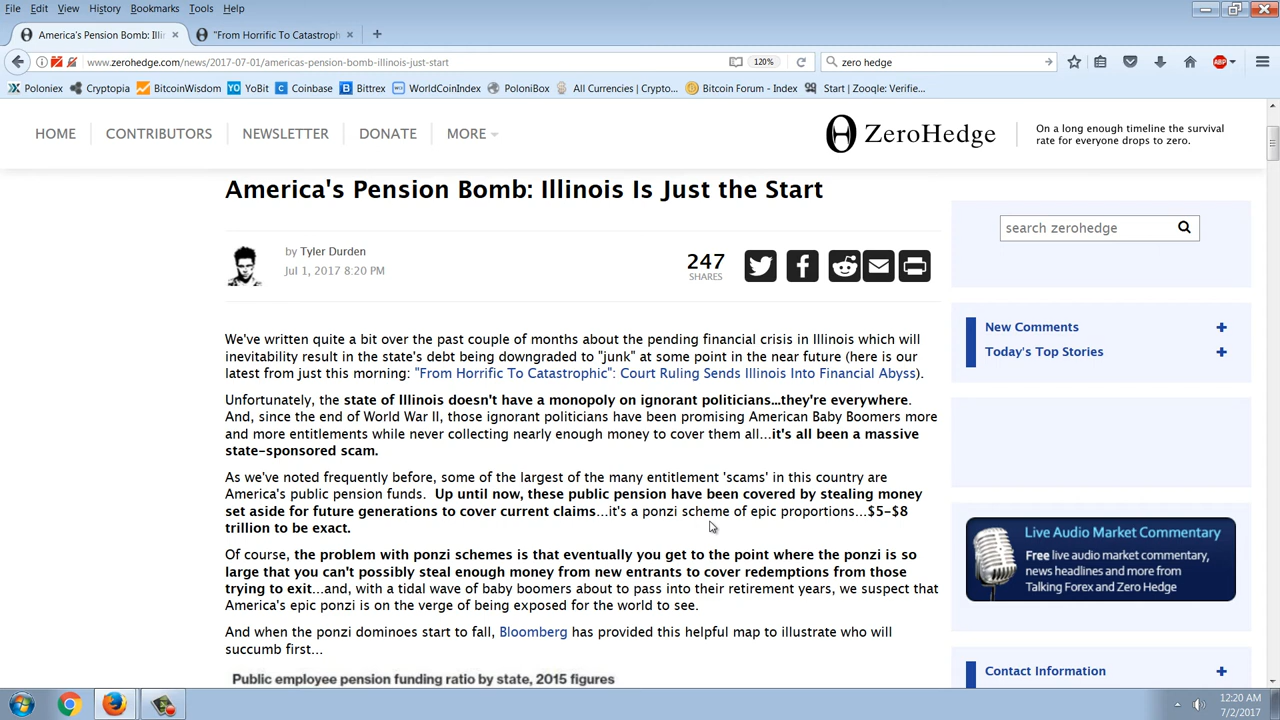 File Edit View History Bookmarks Tools Help
America's Pension Bomb: Illin
"From Horrific To Catastroph
www.zerohedge.com/news/2017-07-01/americas-pension-bomb-illinois-just-start
120%
zero hedge
ABP
Poloniex Cryptopia BitcoinWisdom YoBit Coinbase Bittrex WorldCoinIndex PoloniBox All Currencies | Crypto... Bitcoin Forum - Index Start | Zooqle: Verifie...
HOME CONTRIBUTORS NEWSLETTER DONATE MORE
ZeroHedge
On a long enough timeline the survival
rate for everyone drops to zero.
America's Pension Bomb: Illinois Is Just the Start
by Tyler Durden
Jul 1, 2017 8:20 PM
247
SHARES
We've written quite a bit over the past couple of months about the pending financial crisis in Illinois which will
inevitability result in the state's debt being downgraded to "junk" at some point in the near future (here is our
latest from just this morning: "From Horrific To Catastrophic": Court Ruling Sends Illinois Into Financial Abyss).
Unfortunately, the state of Illinois doesn't have a monopoly on ignorant politicians...they're everywhere.
And, since the end of World War II, those ignorant politicians have been promising American Baby Boomers more
and more entitlements while never collecting nearly enough money to cover them all...it's all been a massive
state-sponsored scam.
As we've noted frequently before, some of the largest of the many entitlement 'scams' in this country are
America's public pension funds. Up until now, these public pension have been covered by stealing money
set aside for future generations to cover current claims...it's a ponzi scheme of epic proportions...$5-$8
trillion to be exact.
Of course, the problem with ponzi schemes is that eventually you get to the point where the ponzi is so
large that you can't possibly steal enough money from new entrants to cover redemptions from those
trying to exit...and, with a tidal wave of baby boomers about to pass into their retirement years, we suspect that
America's epic ponzi is on the verge of being exposed for the world to see.
And when the ponzi dominoes start to fall, Bloomberg has provided this helpful map to illustrate who will
succumb first...
Public employee pension funding ratio by state, 2015 figures
search zerohedge
New Comments
Today's Top Stories
Live Audio Market Commentary
Free live audio market commentary,
news headlines and more from
Talking Forex and Zero Hedge
Contact Information
12:20 AM
7/2/2017